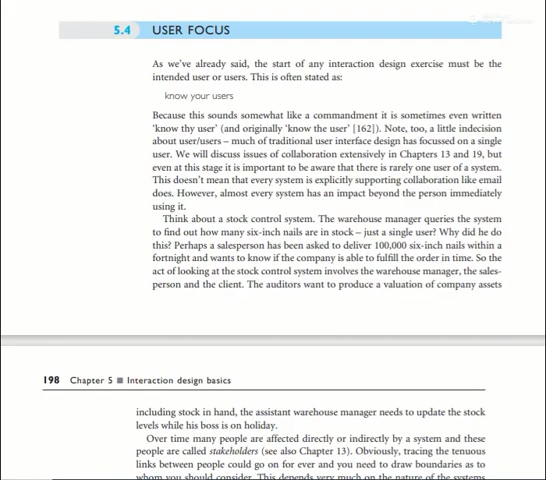 5.4 USER FOCUS
As we've already said, the start of any interaction design exercise must be the
intended user or users. This is often stated as:
know your users
Because this sounds somewhat like a commandment it is sometimes even written
'know thy user' (and originally 'know the user' [162]). Note, too, a little indecision
about user/users – much of traditional user interface design has focussed on a single
user. We will discuss issues of collaboration extensively in Chapters 13 and 19, but
even at this stage it is important to be aware that there is rarely one user of a system.
This doesn't mean that every system is explicitly supporting collaboration like email
does. However, almost every system has an impact beyond the person immediately
using it.
Think about a stock control system. The warehouse manager queries the system
to find out how many six-inch nails are in stock – just a single user? Why did he do
this? Perhaps a salesperson has been asked to deliver 100,000 six-inch nails within a
fortnight and wants to know if the company is able to fulfill the order in time. So the
act of looking at the stock control system involves the warehouse manager, the sales-
person and the client. The auditors want to produce a valuation of company assets
198 Chapter 5 ■ Interaction design basics
including stock in hand, the assistant warehouse manager needs to update the stock
levels while his boss is on holiday.
Over time many people are affected directly or indirectly by a system and these
people are called stakeholders (see also Chapter 13). Obviously, tracing the tenuous
links between people could go on for ever and you need to draw boundaries as to
whom you should consider. This depends very much on the nature of the systems